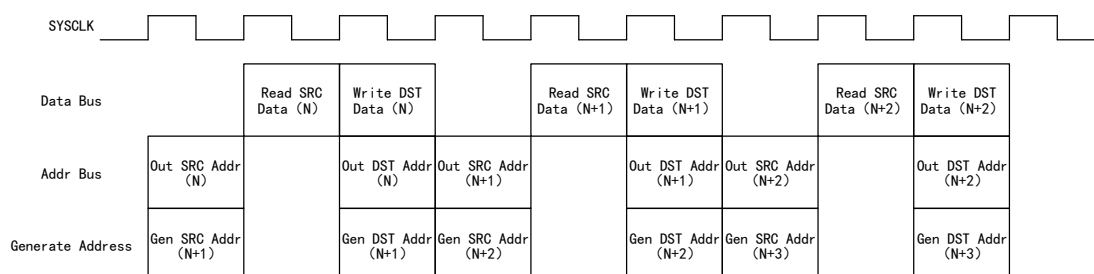 SYSCLK
Data Bus
Read SRC
Data (N)
Write DST
Data (N)
Read SRC
Data (N+1)
Write DST
Data (N+1)
Read SRC
Data (N+2)
Write DST
Data (N+2)
Addr Bus
Out SRC Addr
(N)
Out DST Addr
(N)
Out SRC Addr
(N+1)
Out DST Addr
(N+1)
Out SRC Addr
(N+2)
Out DST Addr
(N+2)
Generate Address
Gen SRC Addr
(N+1)
Gen DST Addr
(N+1)
Gen SRC Addr
(N+2)
Gen DST Addr
(N+2)
Gen SRC Addr
(N+3)
Gen DST Addr
(N+3)